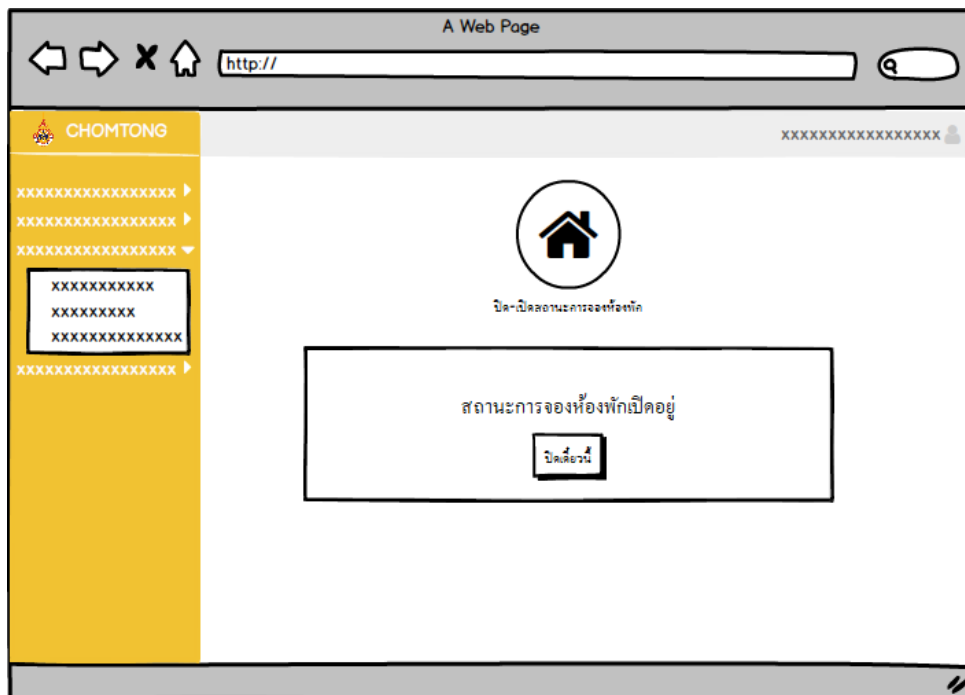 A Web Page
http://
CHOMTONG
xxxxxxxxxxxxxxxxx
xxxxxxxxxxxxxxxxx
xxxxxxxxxxxxxxxxx
xxxxxxxxxxxxxxxxx
xxxxxxxxxxx
xxxxxxxxx
xxxxxxxxxxxxxx
xxxxxxxxxxxxxxxxx
ปิด-เปิดสถานะการจองห้องพัก
สถานะการจองห้องพักเปิดอยู่
ปิดเดี๋ยวนี้